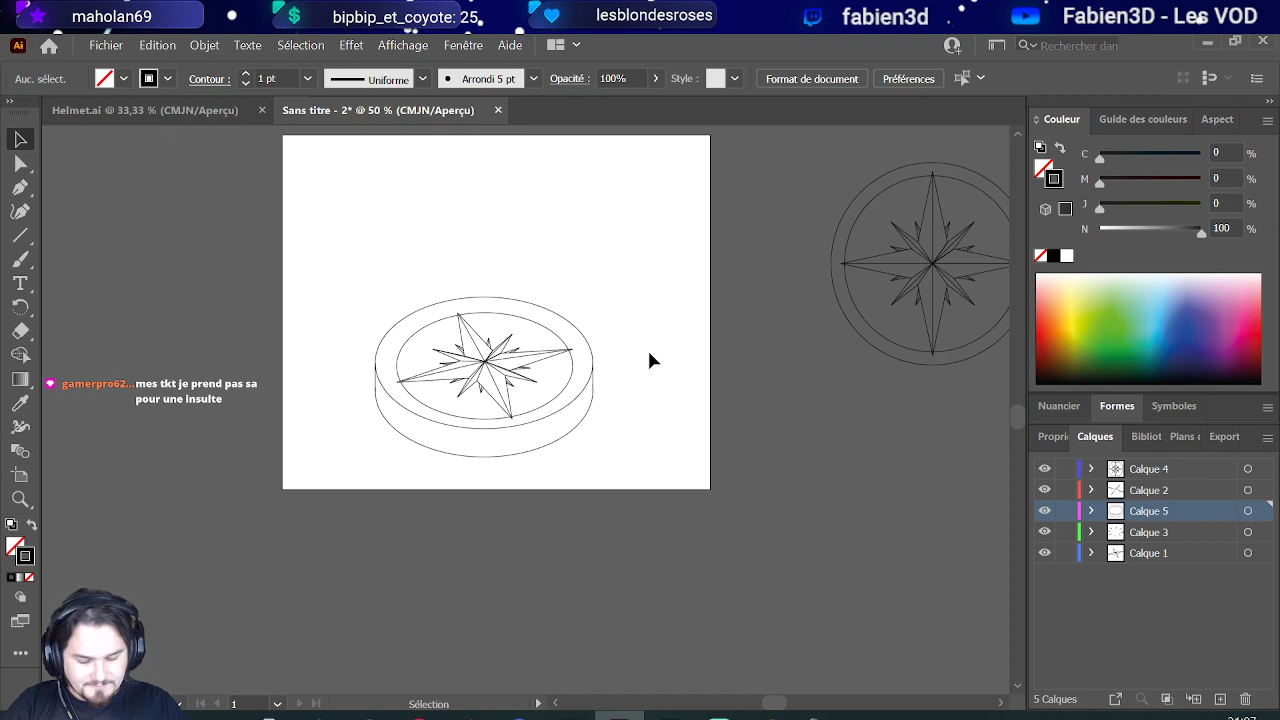 maholan69
bipbip_et_coyote: 25
lesblondesroses
fabien3d
Fabien3D - Les VOD
Ai
Fichier Edition Objet Texte Sélection Effet Affichage Fenêtre Aide
Rechercher dan
Auc. sélect.
Contour : 1 pt
Uniforme
Arrondi 5 pt
Opacité : 100%
Style :
Format de document
Préférences
Helmet.ai @ 33,33 % (CMJN/Aperçu)
Sans titre - 2* @ 50 % (CMJN/Aperçu)
Couleur Guide des couleurs Aspect
C 0 %
M 0 %
J 0 %
N 100 %
gamerpro62... mes tkt je prend pas sa
pour une insulte
Nuancier Formes Symboles
Propri Calques Bibliot Plans Export
Calque 4
Calque 2
Calque 5
Calque 3
Calque 1
1
Sélection
5 Calques